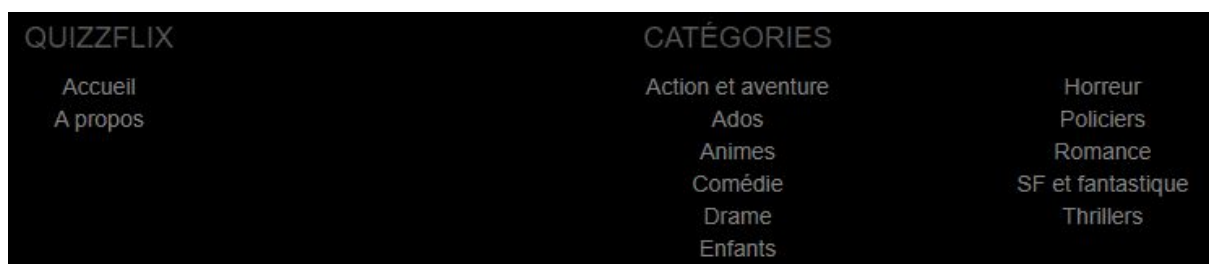 QUIZZFLIX
Accueil
A propos
CATÉGORIES
Action et aventure
Ados
Animes
Comédie
Drame
Enfants
Horreur
Policiers
Romance
SF et fantastique
Thrillers